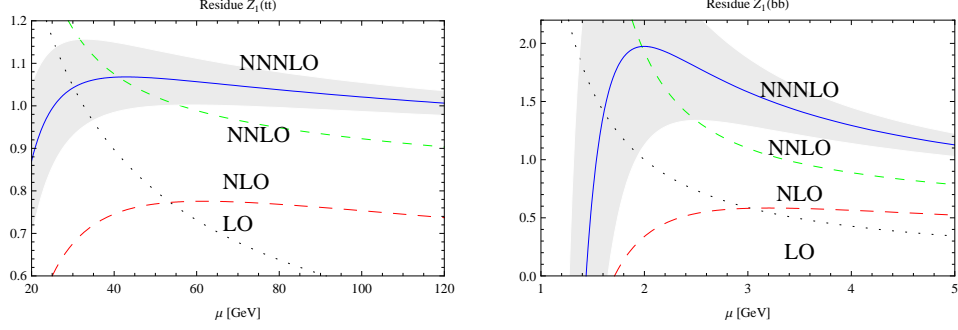 Residue Z₁(tt)
1.2
1.1
1.0
0.9
0.8
0.7
0.6
NNNLO
NNLO
NLO
LO
20 40 60 80 100 120
μ [GeV]
Residue Z₁(bb)
2.0
1.5
1.0
0.5
0.0
NNNLO
NNLO
NLO
LO
1 2 3 4 5
μ [GeV]